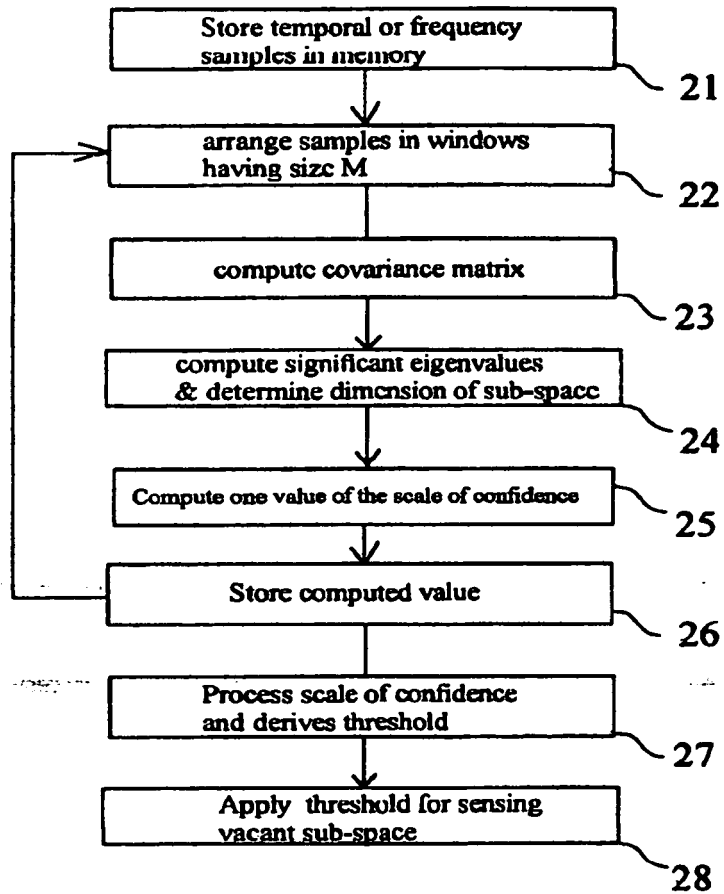 Store temporal or frequency
samples in memory
21
arrange samples in windows
having size M
22
compute covariance matrix
23
compute significant eigenvalues
& determine dimension of sub-space
24
Compute one value of the scale of confidence
25
Store computed value
26
Process scale of confidence
and derives threshold
27
Apply threshold for sensing
vacant sub-space
28